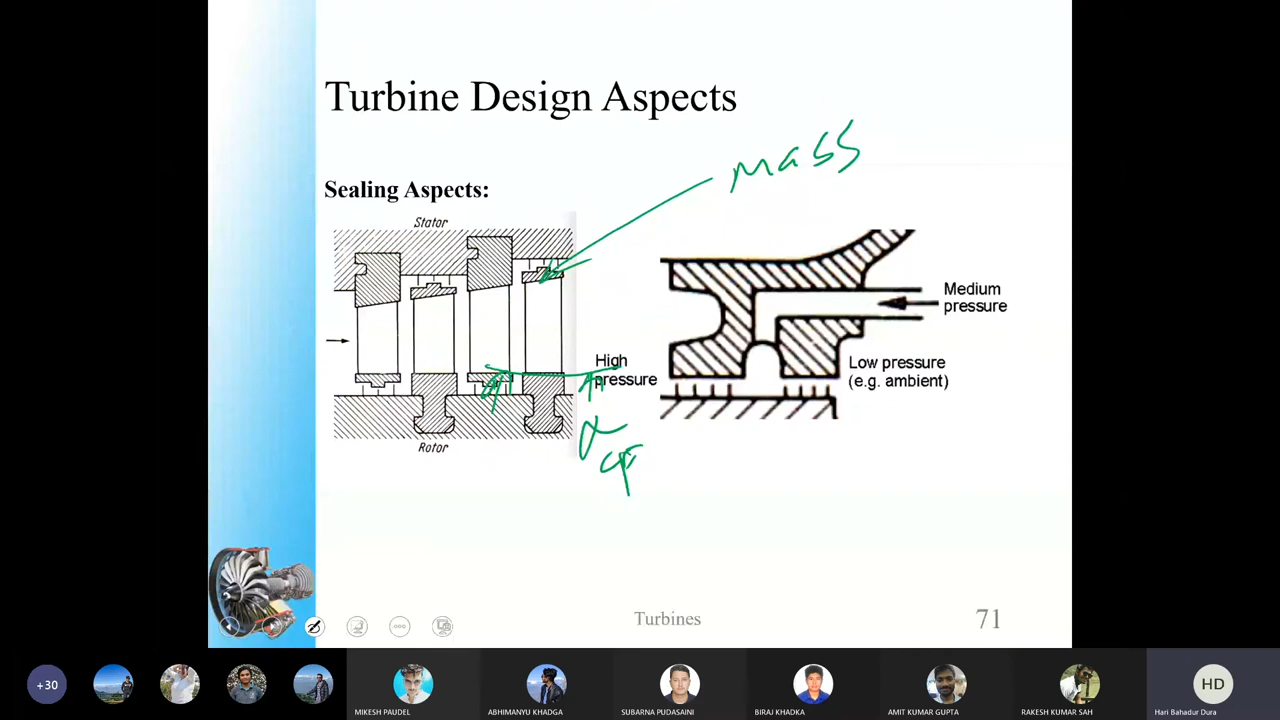 Turbine Design Aspects
mass
Sealing Aspects:
Stator
Medium
pressure
High
pressure
Low pressure
(e.g. ambient)
Rotor
Turbines
71
+30
MIKESH PAUDEL
ABHIMANYU KHADGA
SUBARNA PUDASAINI
BIRAJ KHADKA
AMIT KUMAR GUPTA
RAKESH KUMAR SAH
HD
Hari Bahadur Dura